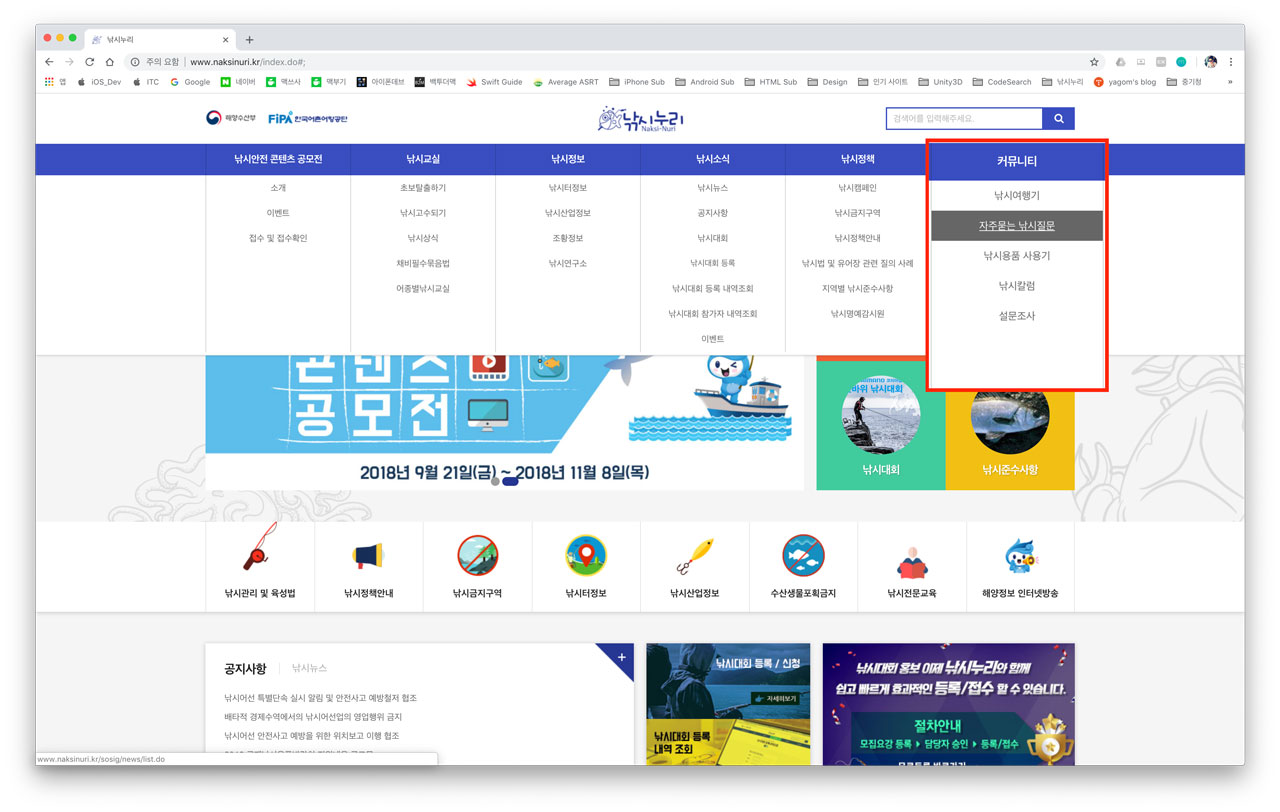 낚시누리
주의 요함 | www.naksinuri.kr/index.do#;
앱 iOS_Dev ITC Google 네이버 맥쓰사 맥부기 아이폰데브 백투더맥 Swift Guide Average ASRT iPhone Sub Android Sub HTML Sub Design 인기 사이트 Unity3D CodeSearch 낚시누리 yagom's blog 중기청 »
해양수산부 FiPA 한국어촌어항공단
낚시누리
Naksi-Nuri
검색어를 입력해주세요.
낚시안전 콘텐츠 공모전
소개
이벤트
접수 및 접수확인
낚시교실
초보탈출하기
낚시고수되기
낚시상식
채비필수묶음법
어종별낚시교실
낚시정보
낚시터정보
낚시산업정보
조황정보
낚시연구소
낚시소식
낚시뉴스
공지사항
낚시대회
낚시대회 등록
낚시대회 등록 내역조회
낚시대회 참가자 내역조회
이벤트
낚시정책
낚시캠페인
낚시금지구역
낚시정책안내
낚시법 및 유어장 관련 질의 사례
지역별 낚시준수사항
낚시명예감시원
커뮤니티
낚시여행기
자주묻는 낚시질문
낚시용품 사용기
낚시칼럼
설문조사
콘텐츠
공모전
2018년 9월 21일(금) ~ 2018년 11월 8일(목)
바위 낚시대회
낚시대회
낚시준수사항
낚시관리 및 육성법
낚시정책안내
낚시금지구역
낚시터정보
낚시산업정보
수산생물포획금지
낚시전문교육
해양정보 인터넷방송
공지사항 낚시뉴스
+
낚시어선 특별단속 실시 알림 및 안전사고 예방철저 협조
배타적 경제수역에서의 낚시어선업의 영업행위 금지
낚시어선 안전사고 예방을 위한 위치보고 이행 협조
낚시대회 등록 / 신청
자세히보기
낚시대회 등록
내역 조회
낚시대회 홍보 이제 낚시누리와 함께
쉽고 빠르게 효과적인 등록/접수 할 수 있습니다.
절차안내
모집요강 등록 ▶ 담당자 승인 ▶ 등록/접수
www.naksinuri.kr/sosig/news/list.do